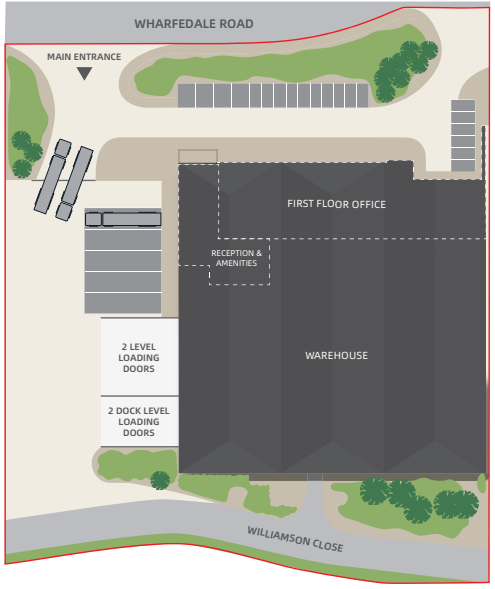 WHARFEDALE ROAD
MAIN ENTRANCE
FIRST FLOOR OFFICE
RECEPTION &
AMENITIES
WAREHOUSE
2 LEVEL
LOADING
DOORS
2 DOCK LEVEL
LOADING
DOORS
WILLIAMSON CLOSE